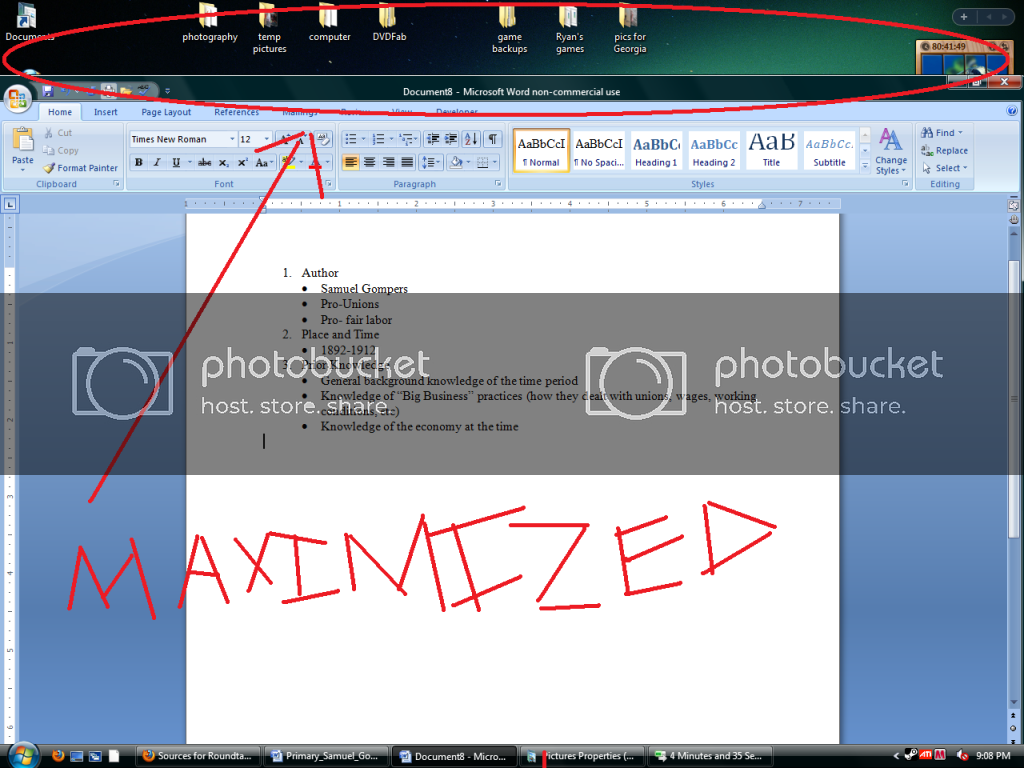 Documents
photography
temp pictures
computer
DVDFab
game backups
Ryan's games
pics for Georgia
80:41:49
Document8 - Microsoft Word non-commercial use
Home Insert Page Layout References Mailings Review View Developer
Paste
Cut
Copy
Format Painter
Clipboard
Times New Roman 12
B I U abc x₂ x² Aa
Font
Paragraph
AaBbCcI AaBbCcI AaBbC AaBbCc AaB AaBbCc.
¶ Normal ¶ No Spaci... Heading 1 Heading 2 Title Subtitle
Change Styles
Styles
Find
Replace
Select
Editing
1. Author
• Samuel Gompers
• Pro-Unions
• Pro- fair labor
2. Place and Time
• 1892-1912
3. Prior Knowledge
• General background knowledge of the time period
• Knowledge of “Big Business” practices (how they dealt with unions, wages, working
conditions, etc)
• Knowledge of the economy at the time
photobucket
host. store. share.
photobucket
host. store. share.
MAXIMIZED
Sources for Roundta... Primary_Samuel_Go... Document8 - Micro... Pictures Properties (... 4 Minutes and 35 Se... 9:08 PM